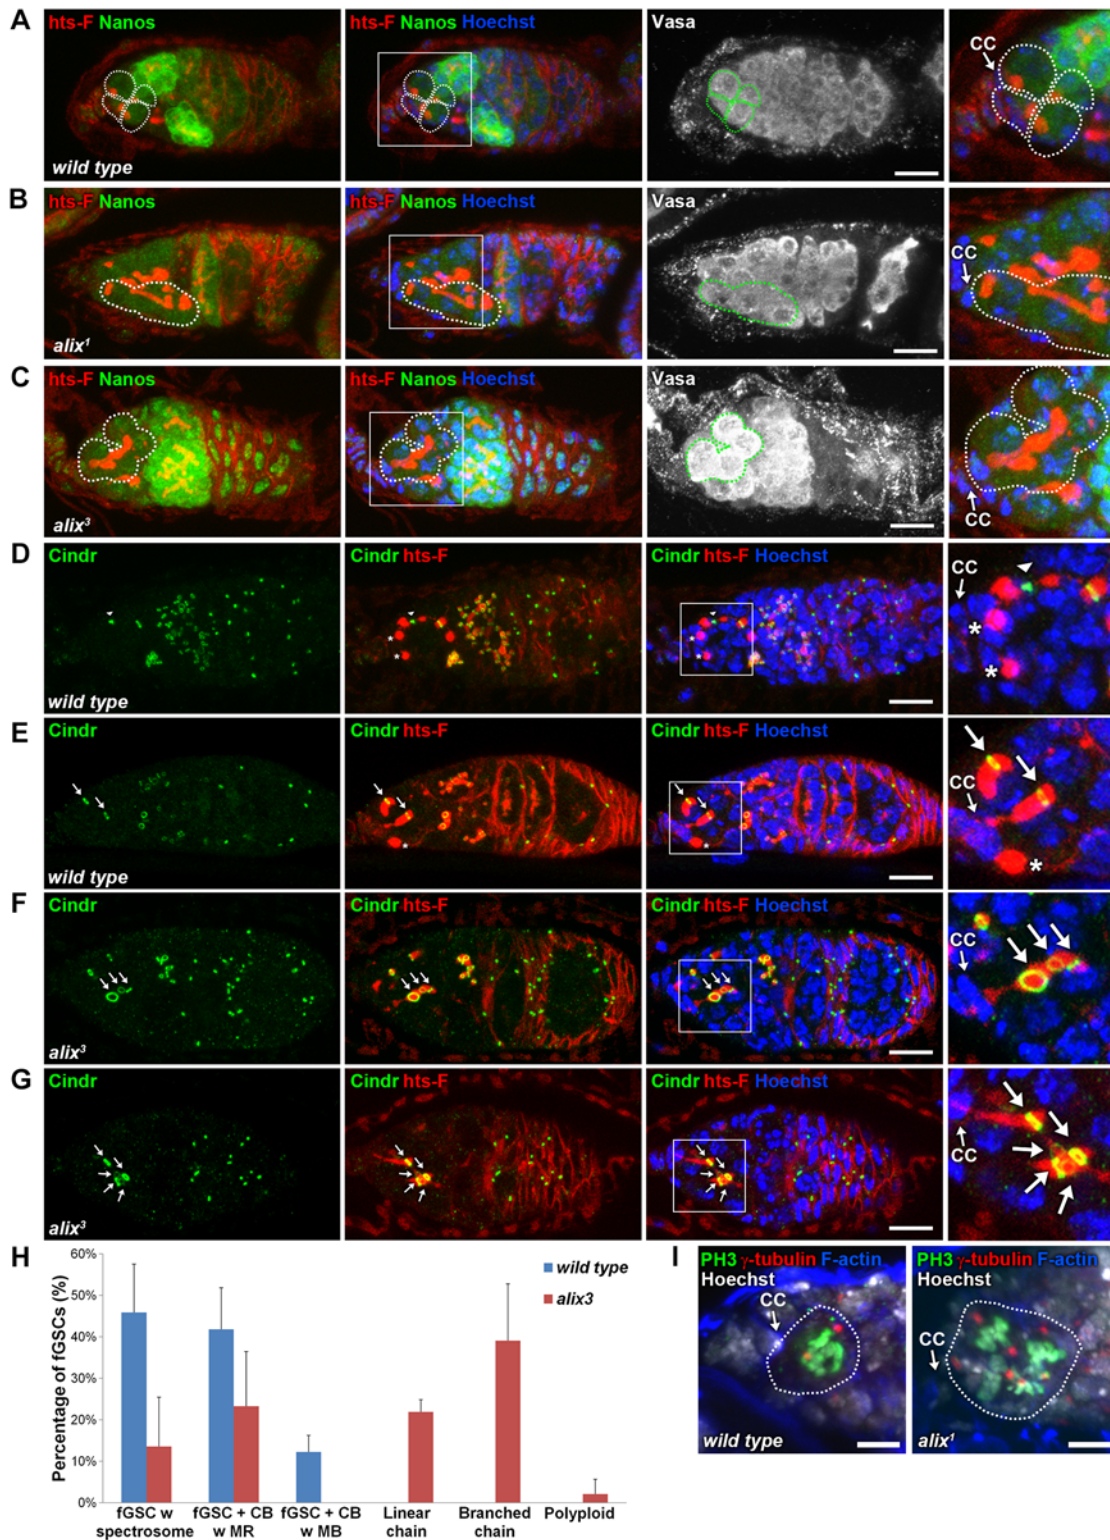 A
hts-F Nanos
hts-F Nanos Hoechst
Vasa
CC
wild type
B
hts-F Nanos
hts-F Nanos Hoechst
Vasa
CC
alix¹
C
hts-F Nanos
hts-F Nanos Hoechst
Vasa
CC
alix³
D
Cindr
Cindr hts-F
Cindr hts-F Hoechst
CC
*
*
*
*
*
*
wild type
E
Cindr
Cindr hts-F
Cindr hts-F Hoechst
CC
*
*
wild type
F
Cindr
Cindr hts-F
Cindr hts-F Hoechst
CC
alix³
G
Cindr
Cindr hts-F
Cindr hts-F Hoechst
CC
alix³
H
Percentage of fGSCs (%)
60%
50%
40%
30%
20%
10%
0%
wild type
alix3
fGSC w spectrosome
fGSC + CB w MR
fGSC + CB w MB
Linear chain
Branched chain
Polyploid
I
PH3 γ-tubulin F-actin
Hoechst
CC
wild type
PH3 γ-tubulin F-actin
Hoechst
CC
alix¹